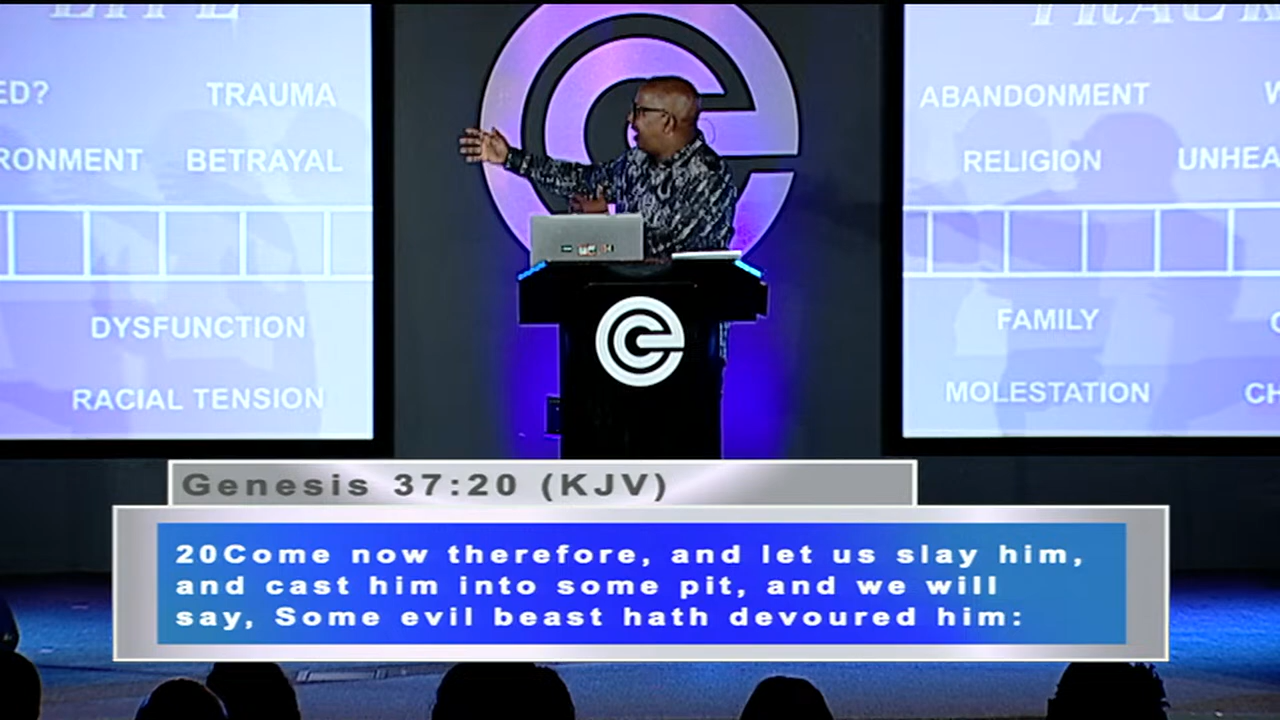 LIFE
TRAUMA
BETRAYAL
DYSFUNCTION
RACIAL TENSION
ABANDONMENT
RELIGION
FAMILY
MOLESTATION
Genesis 37:20 (KJV)
20Come now therefore, and let us slay him,
and cast him into some pit, and we will
say, Some evil beast hath devoured him: